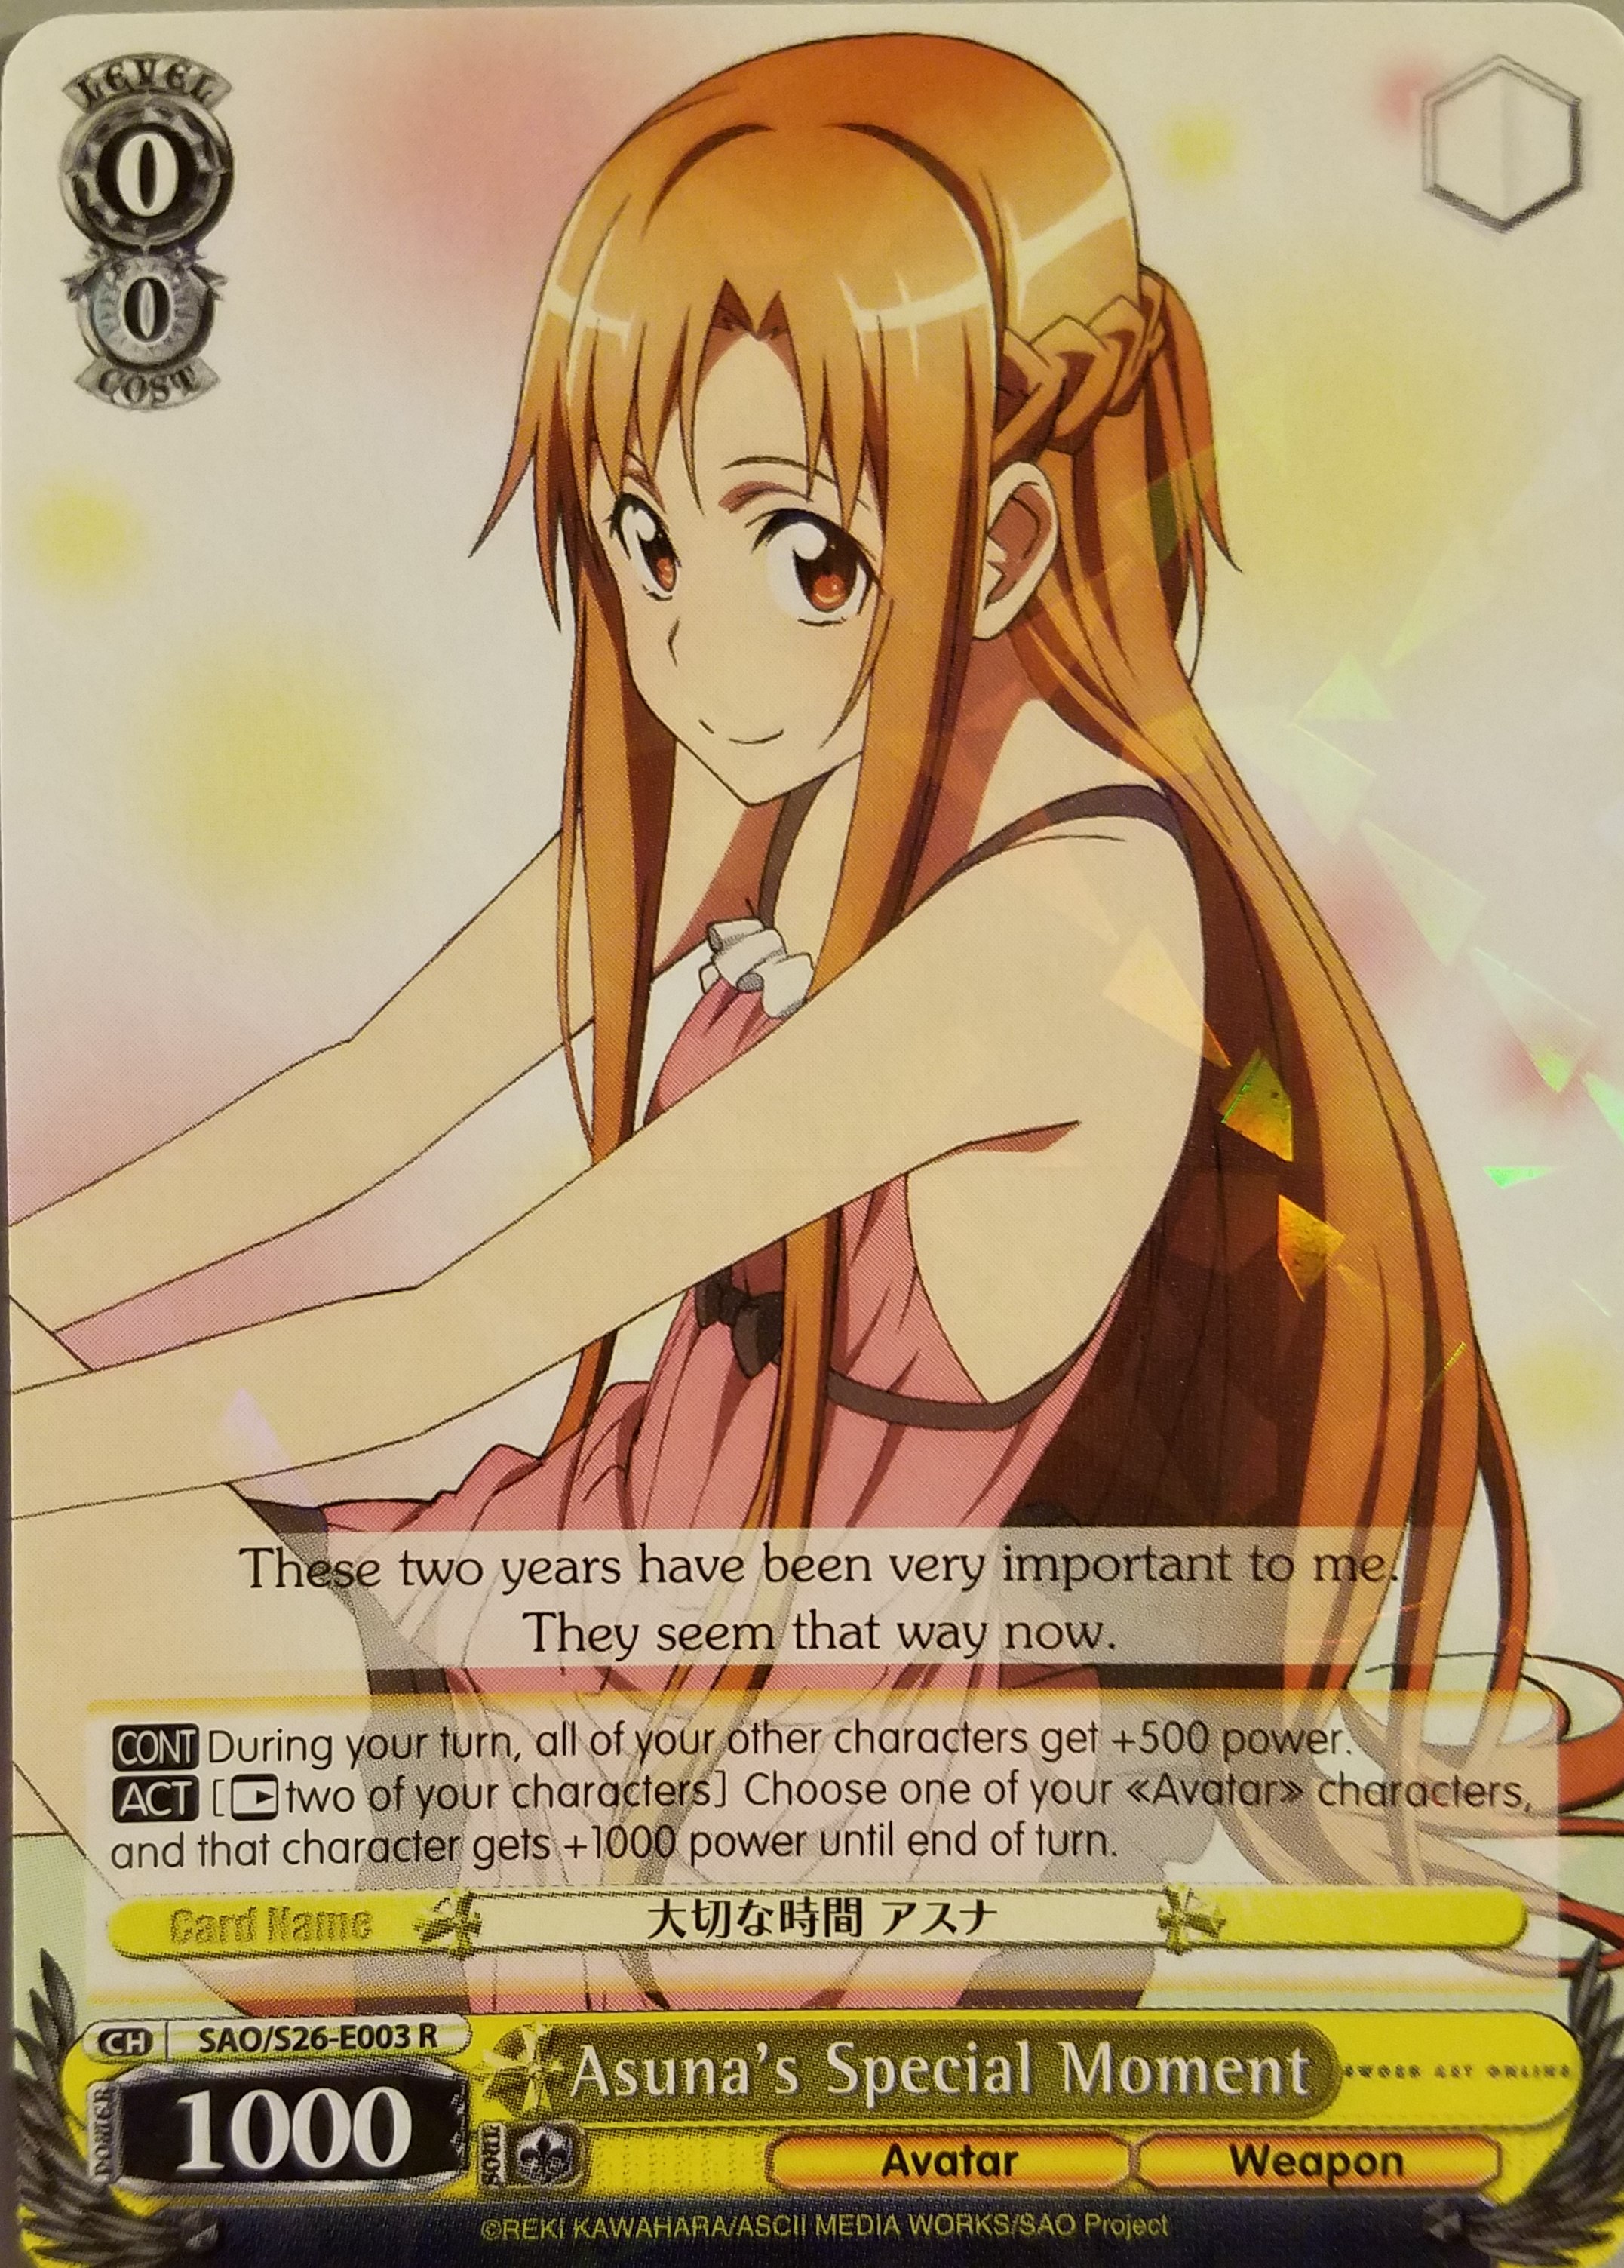 LEVEL
0
0
COST
These two years have been very important to me.
They seem that way now.
CONT During your turn, all of your other characters get +500 power.
ACT [two of your characters] Choose one of your «Avatar» characters,
and that character gets +1000 power until end of turn.
Card Name 大切な時間 アスナ
CH SAO/S26-E003 R
Asuna's Special Moment SWORD ART ONLINE
POWER 1000
SOUL
Avatar Weapon
©REKI KAWAHARA/ASCII MEDIA WORKS/SAO Project